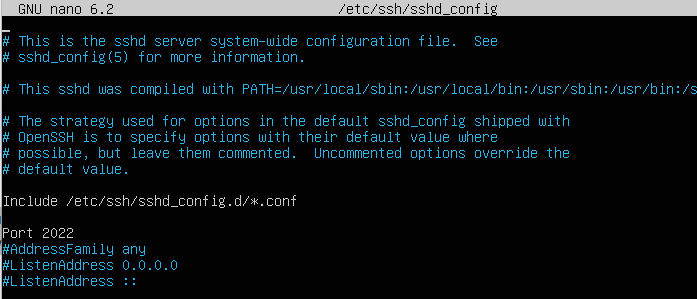 GNU nano 6.2 /etc/ssh/sshd_config
# This is the sshd server system-wide configuration file.  See
# sshd_config(5) for more information.
# This sshd was compiled with PATH=/usr/local/sbin:/usr/local/bin:/usr/sbin:/usr/bin:/s
# The strategy used for options in the default sshd_config shipped with
# OpenSSH is to specify options with their default value where
# possible, but leave them commented.  Uncommented options override the
# default value.
Include /etc/ssh/sshd_config.d/*.conf
Port 2022
#AddressFamily any
#ListenAddress 0.0.0.0
#ListenAddress ::